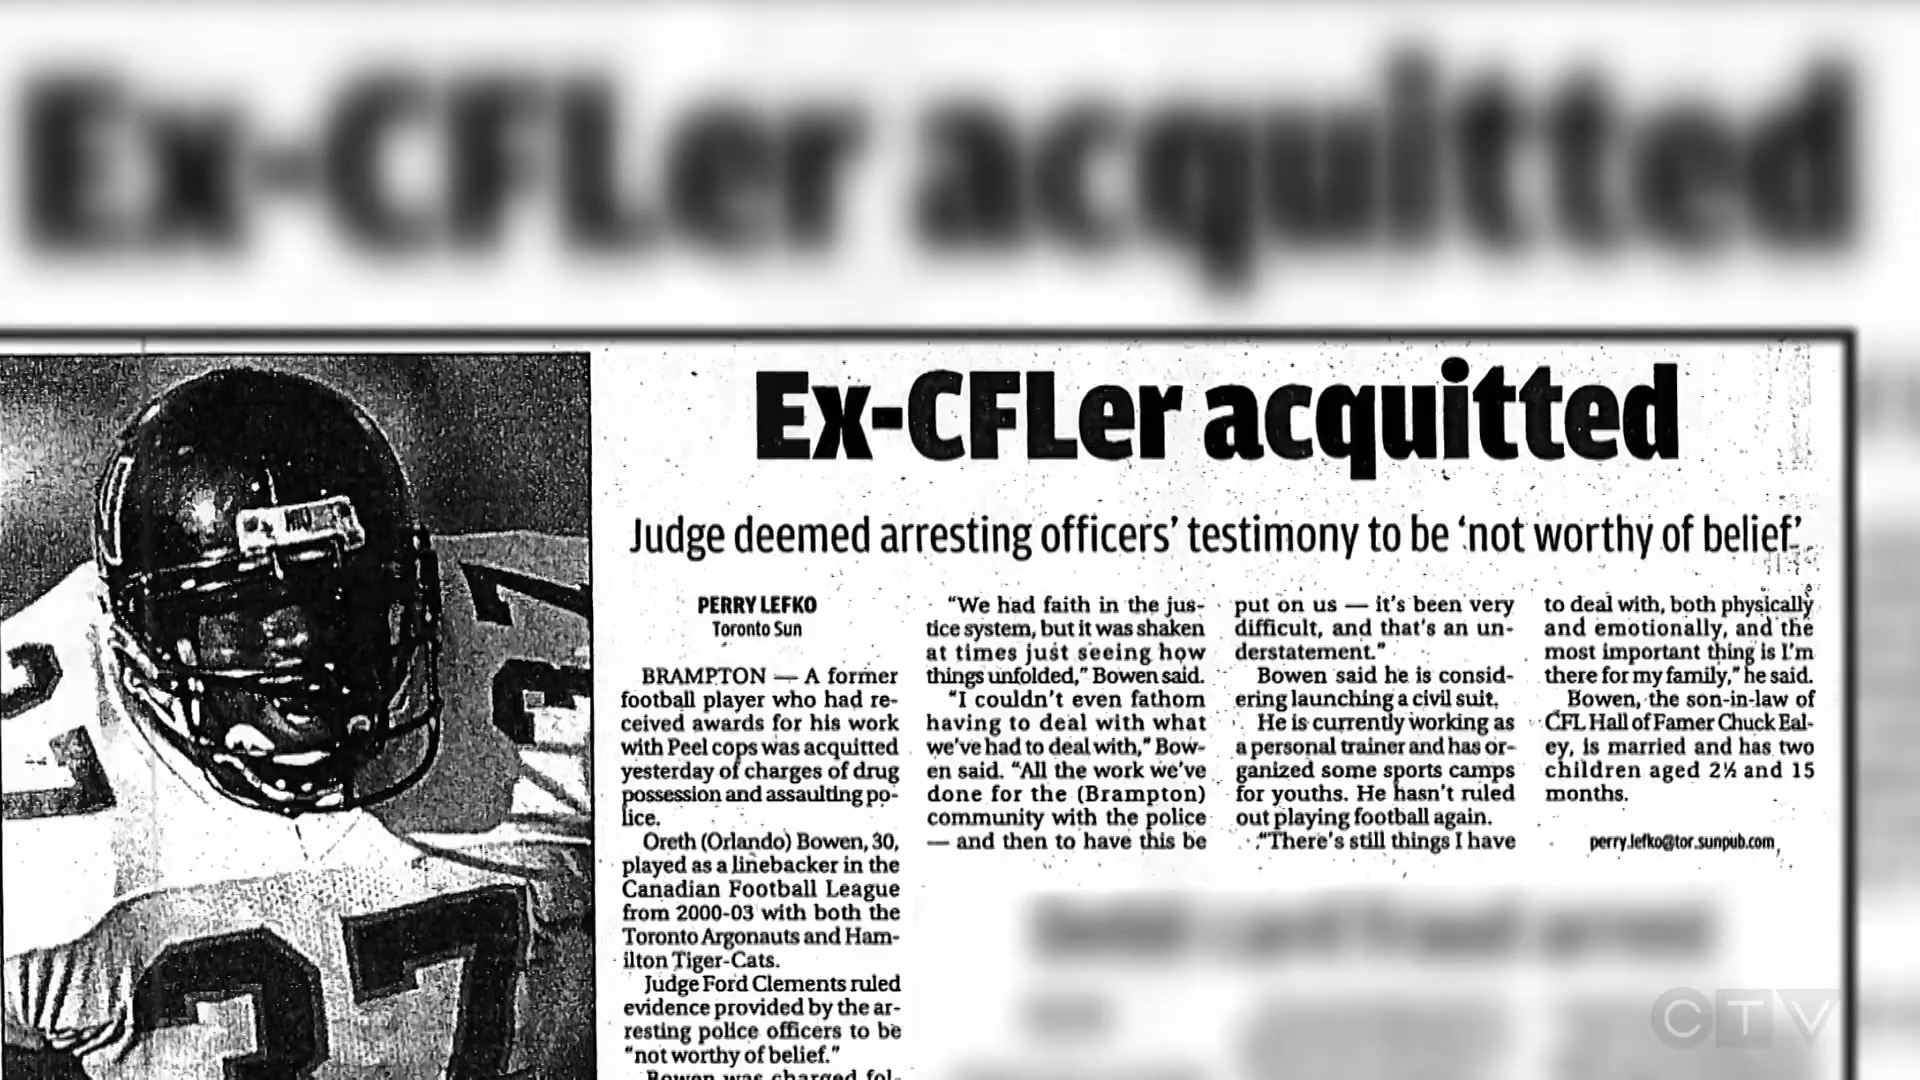 Ex-CFLer acquitted
Ex-CFLer acquitted
Judge deemed arresting officers’ testimony to be ‘not worthy of belief’
PERRY LEFKO
Toronto Sun
BRAMPTON — A former
football player who had re-
ceived awards for his work
with Peel cops was acquitted
yesterday of charges of drug
possession and assaulting po-
lice.
Oreth (Orlando) Bowen, 30,
played as a linebacker in the
Canadian Football League
from 2000-03 with both the
Toronto Argonauts and Ham-
ilton Tiger-Cats.
Judge Ford Clements ruled
evidence provided by the ar-
resting police officers to be
"not worthy of belief."
Bowen was charged fol-
"We had faith in the jus-
tice system, but it was shaken
at times just seeing how
things unfolded," Bowen said.
"I couldn't even fathom
having to deal with what
we've had to deal with," Bow-
en said. "All the work we've
done for the (Brampton)
community with the police
— and then to have this be
put on us — it's been very
difficult, and that's an un-
derstatement."
Bowen said he is consid-
ering launching a civil suit.
He is currently working as
a personal trainer and has or-
ganized some sports camps
for youths. He hasn't ruled
out playing football again.
"There's still things I have
to deal with, both physically
and emotionally, and the
most important thing is I'm
there for my family," he said.
Bowen, the son-in-law of
CFL Hall of Famer Chuck Eal-
ey, is married and has two
children aged 2½ and 15
months.
perry.lefko@tor.sunpub.com
37
CTV